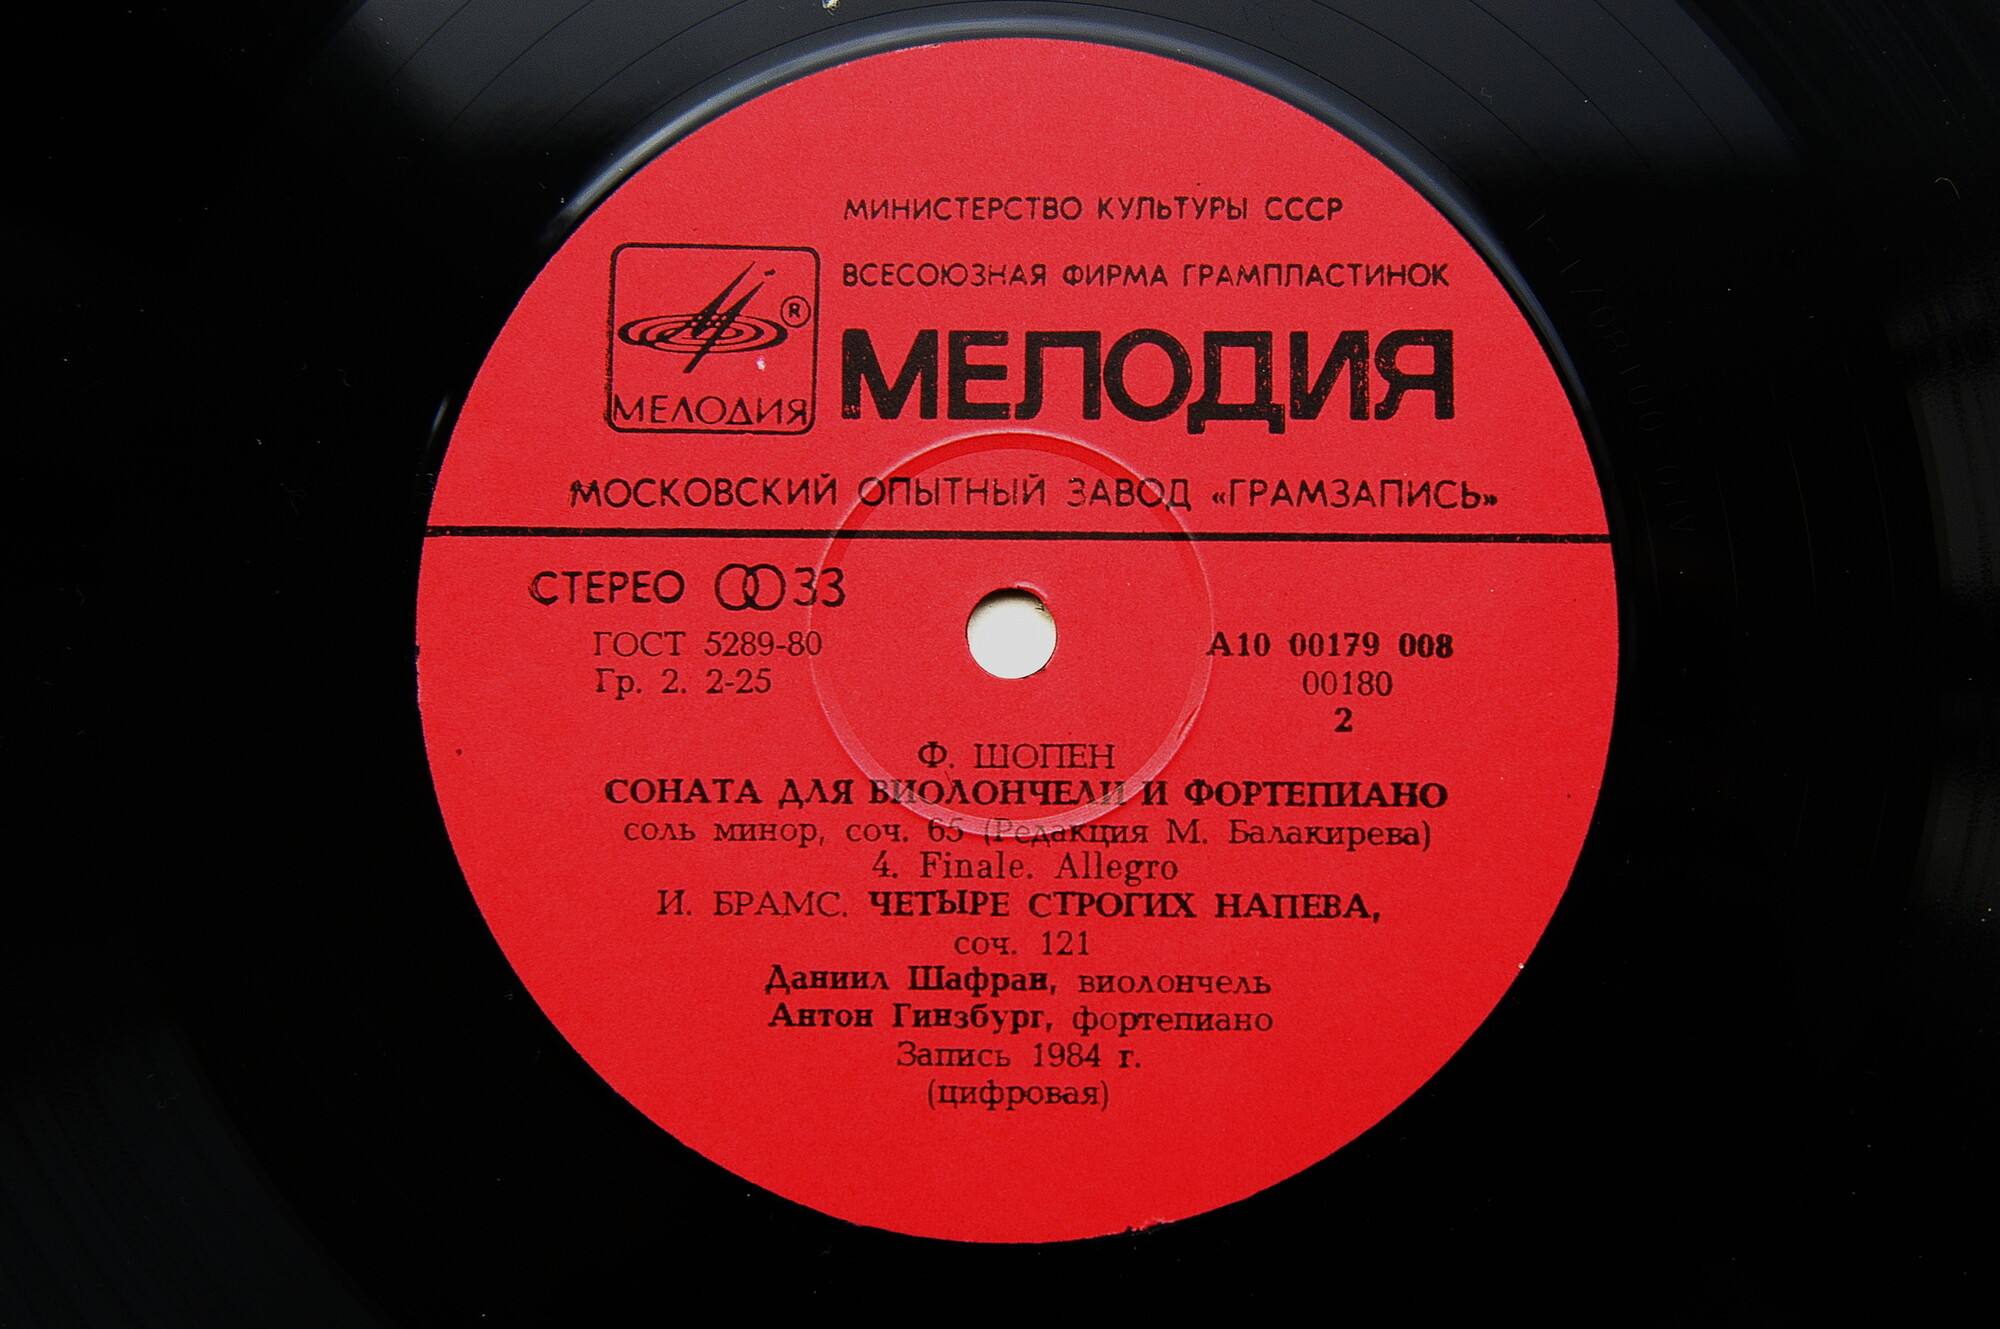 МИНИСТЕРСТВО КУЛЬТУРЫ СССР
ВСЕСОЮЗНАЯ ФИРМА ГРАМПЛАСТИНОК
®
МЕЛОДИЯ
МЕЛОДИЯ
МОСКОВСКИЙ ОПЫТНЫЙ ЗАВОД «ГРАМЗАПИСЬ»
СТЕРЕО 33
ГОСТ 5289-80
Гр. 2. 2-25
А10 00179 008
00180
2
Ф. ШОПЕН
СОНАТА ДЛЯ ВИОЛОНЧЕЛИ И ФОРТЕПИАНО
соль минор, соч. 65 (Редакция М. Балакирева)
4. Finale. Allegro
И. БРАМС. ЧЕТЫРЕ СТРОГИХ НАПЕВА,
соч. 121
Даниил Шафран, виолончель
Антон Гинзбург, фортепиано
Запись 1984 г.
(цифровая)